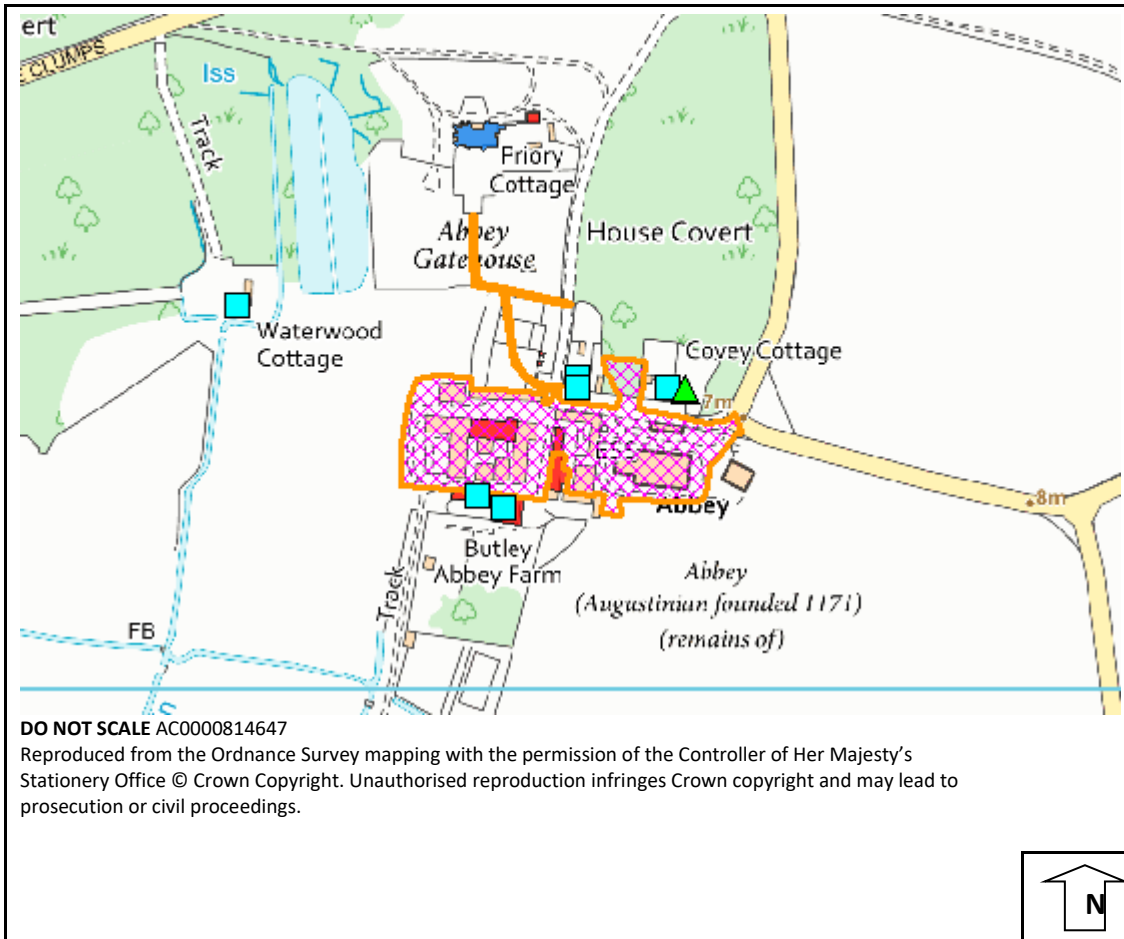 ert
E CLUMPS
Iss
Track
Friory
Cottage
Abbey
Gatehouse
House Covert
Waterwood
Cottage
Covey Cottage
7m
8m
Abbey
Butley
Abbey Farm
Abbey
(Augustinian founded 1171)
(remains of)
Track
FB
DO NOT SCALE AC0000814647
Reproduced from the Ordnance Survey mapping with the permission of the Controller of Her Majesty's
Stationery Office © Crown Copyright. Unauthorised reproduction infringes Crown copyright and may lead to
prosecution or civil proceedings.
N